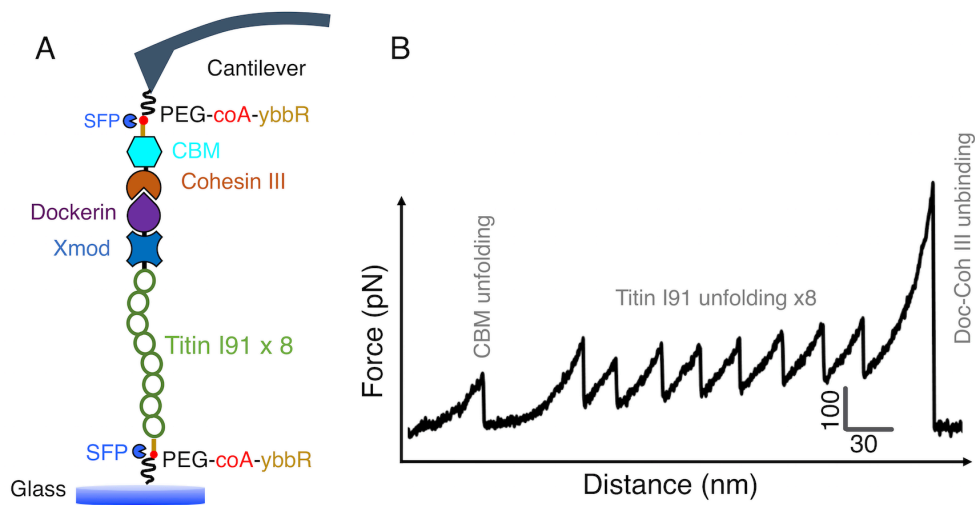 A
Cantilever
SFP
PEG-coA-ybbR
CBM
Cohesin III
Dockerin
Xmod
Titin I91 x 8
SFP
PEG-coA-ybbR
Glass
B
Force (pN)
CBM unfolding
Titin I91 unfolding x8
Doc-Coh III unbinding
100
30
Distance (nm)